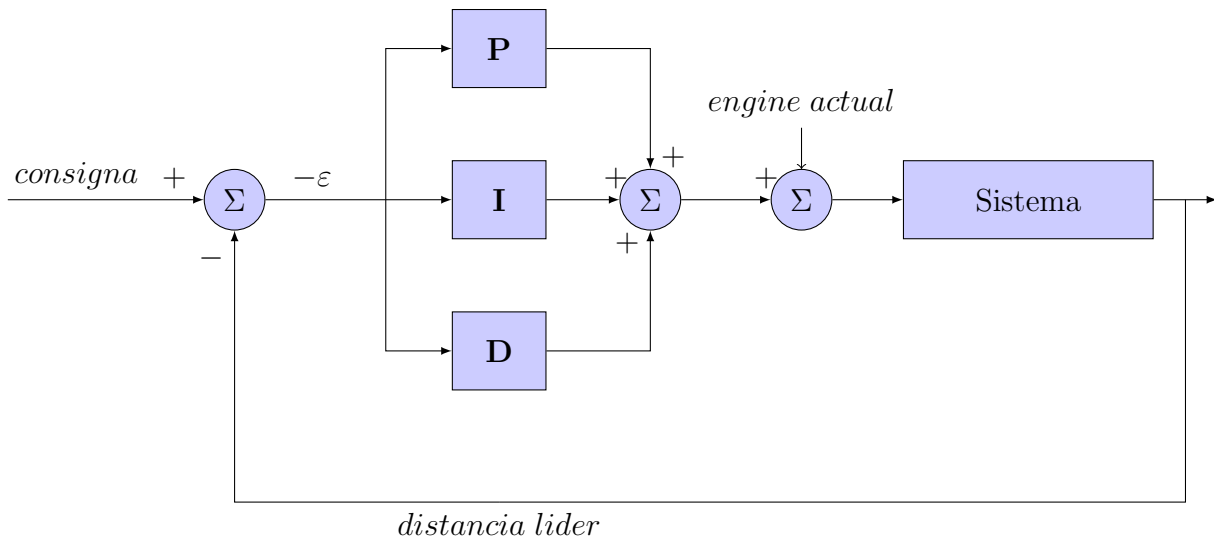 P
engine actual
+
consigna + Σ −ε + I Σ + Σ Sistema
−
+
D
distancia lider